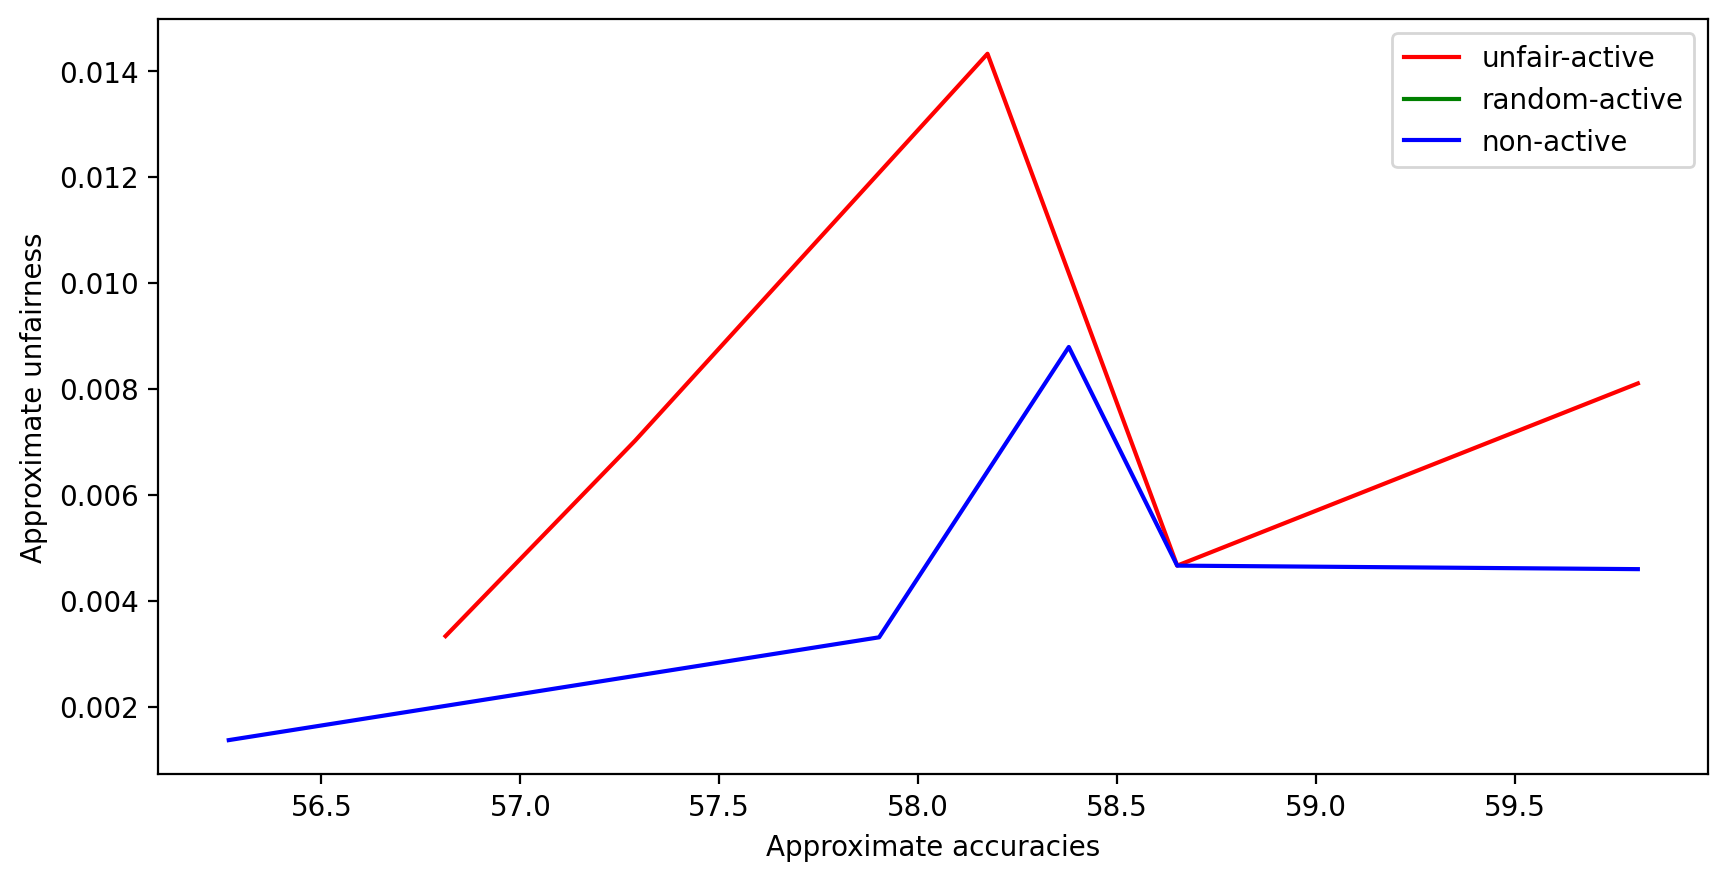 unfair-active
random-active
non-active
0.014
0.012
0.010
0.008
0.006
0.004
0.002
Approximate unfairness
56.5 57.0 57.5 58.0 58.5 59.0 59.5
Approximate accuracies